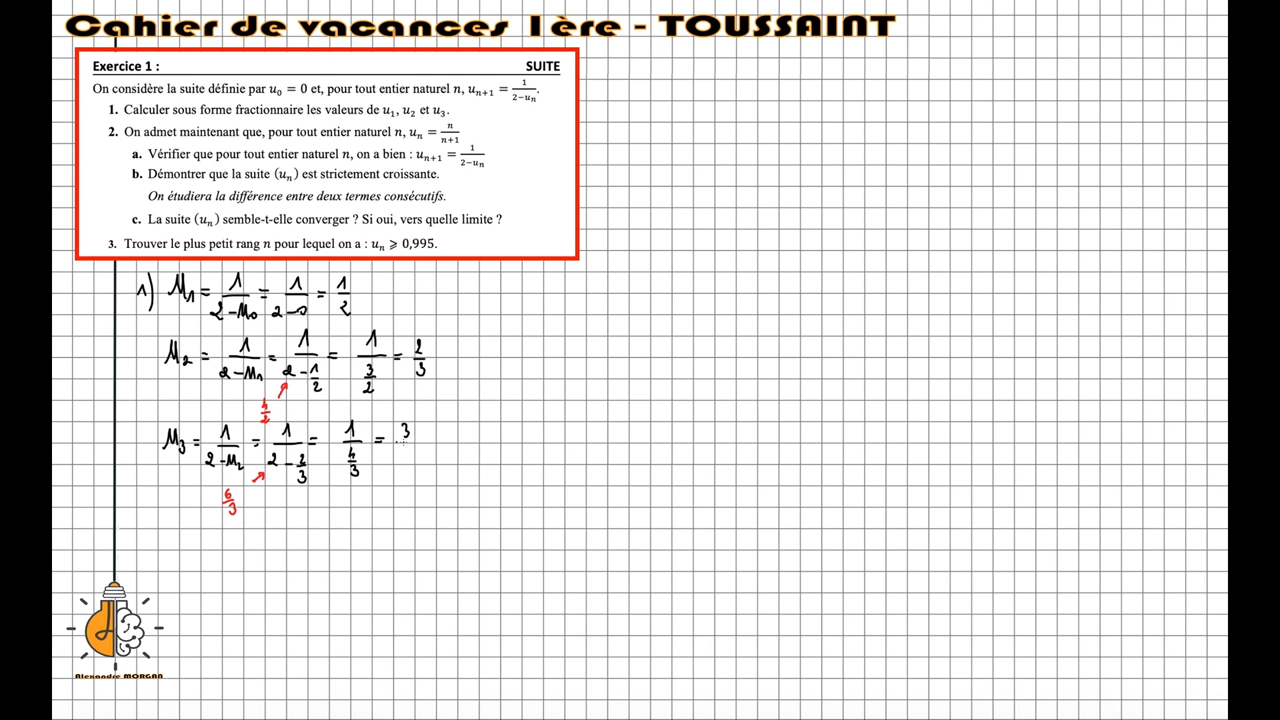 Cahier de vacances 1ère - TOUSSAINT
Exercice 1 : SUITE
On considère la suite définie par u₀ = 0 et, pour tout entier naturel n, uₙ₊₁ = 1/(2−uₙ).
1. Calculer sous forme fractionnaire les valeurs de u₁, u₂ et u₃.
2. On admet maintenant que, pour tout entier naturel n, uₙ = n/(n+1)
a. Vérifier que pour tout entier naturel n, on a bien : uₙ₊₁ = 1/(2−uₙ)
b. Démontrer que la suite (uₙ) est strictement croissante.
On étudiera la différence entre deux termes consécutifs.
c. La suite (uₙ) semble-t-elle converger ? Si oui, vers quelle limite ?
3. Trouver le plus petit rang n pour lequel on a : uₙ ⩾ 0,995.
1) u₁ = 1/(2−u₀) = 1/(2−0) = 1/2
u₂ = 1/(2−u₁) = 1/(2−1/2) = 1/(3/2) = 2/3
4/2
u₃ = 1/(2−u₂) = 1/(2−2/3) = 1/(4/3) = 3
6/3
Alexandre MORGAN